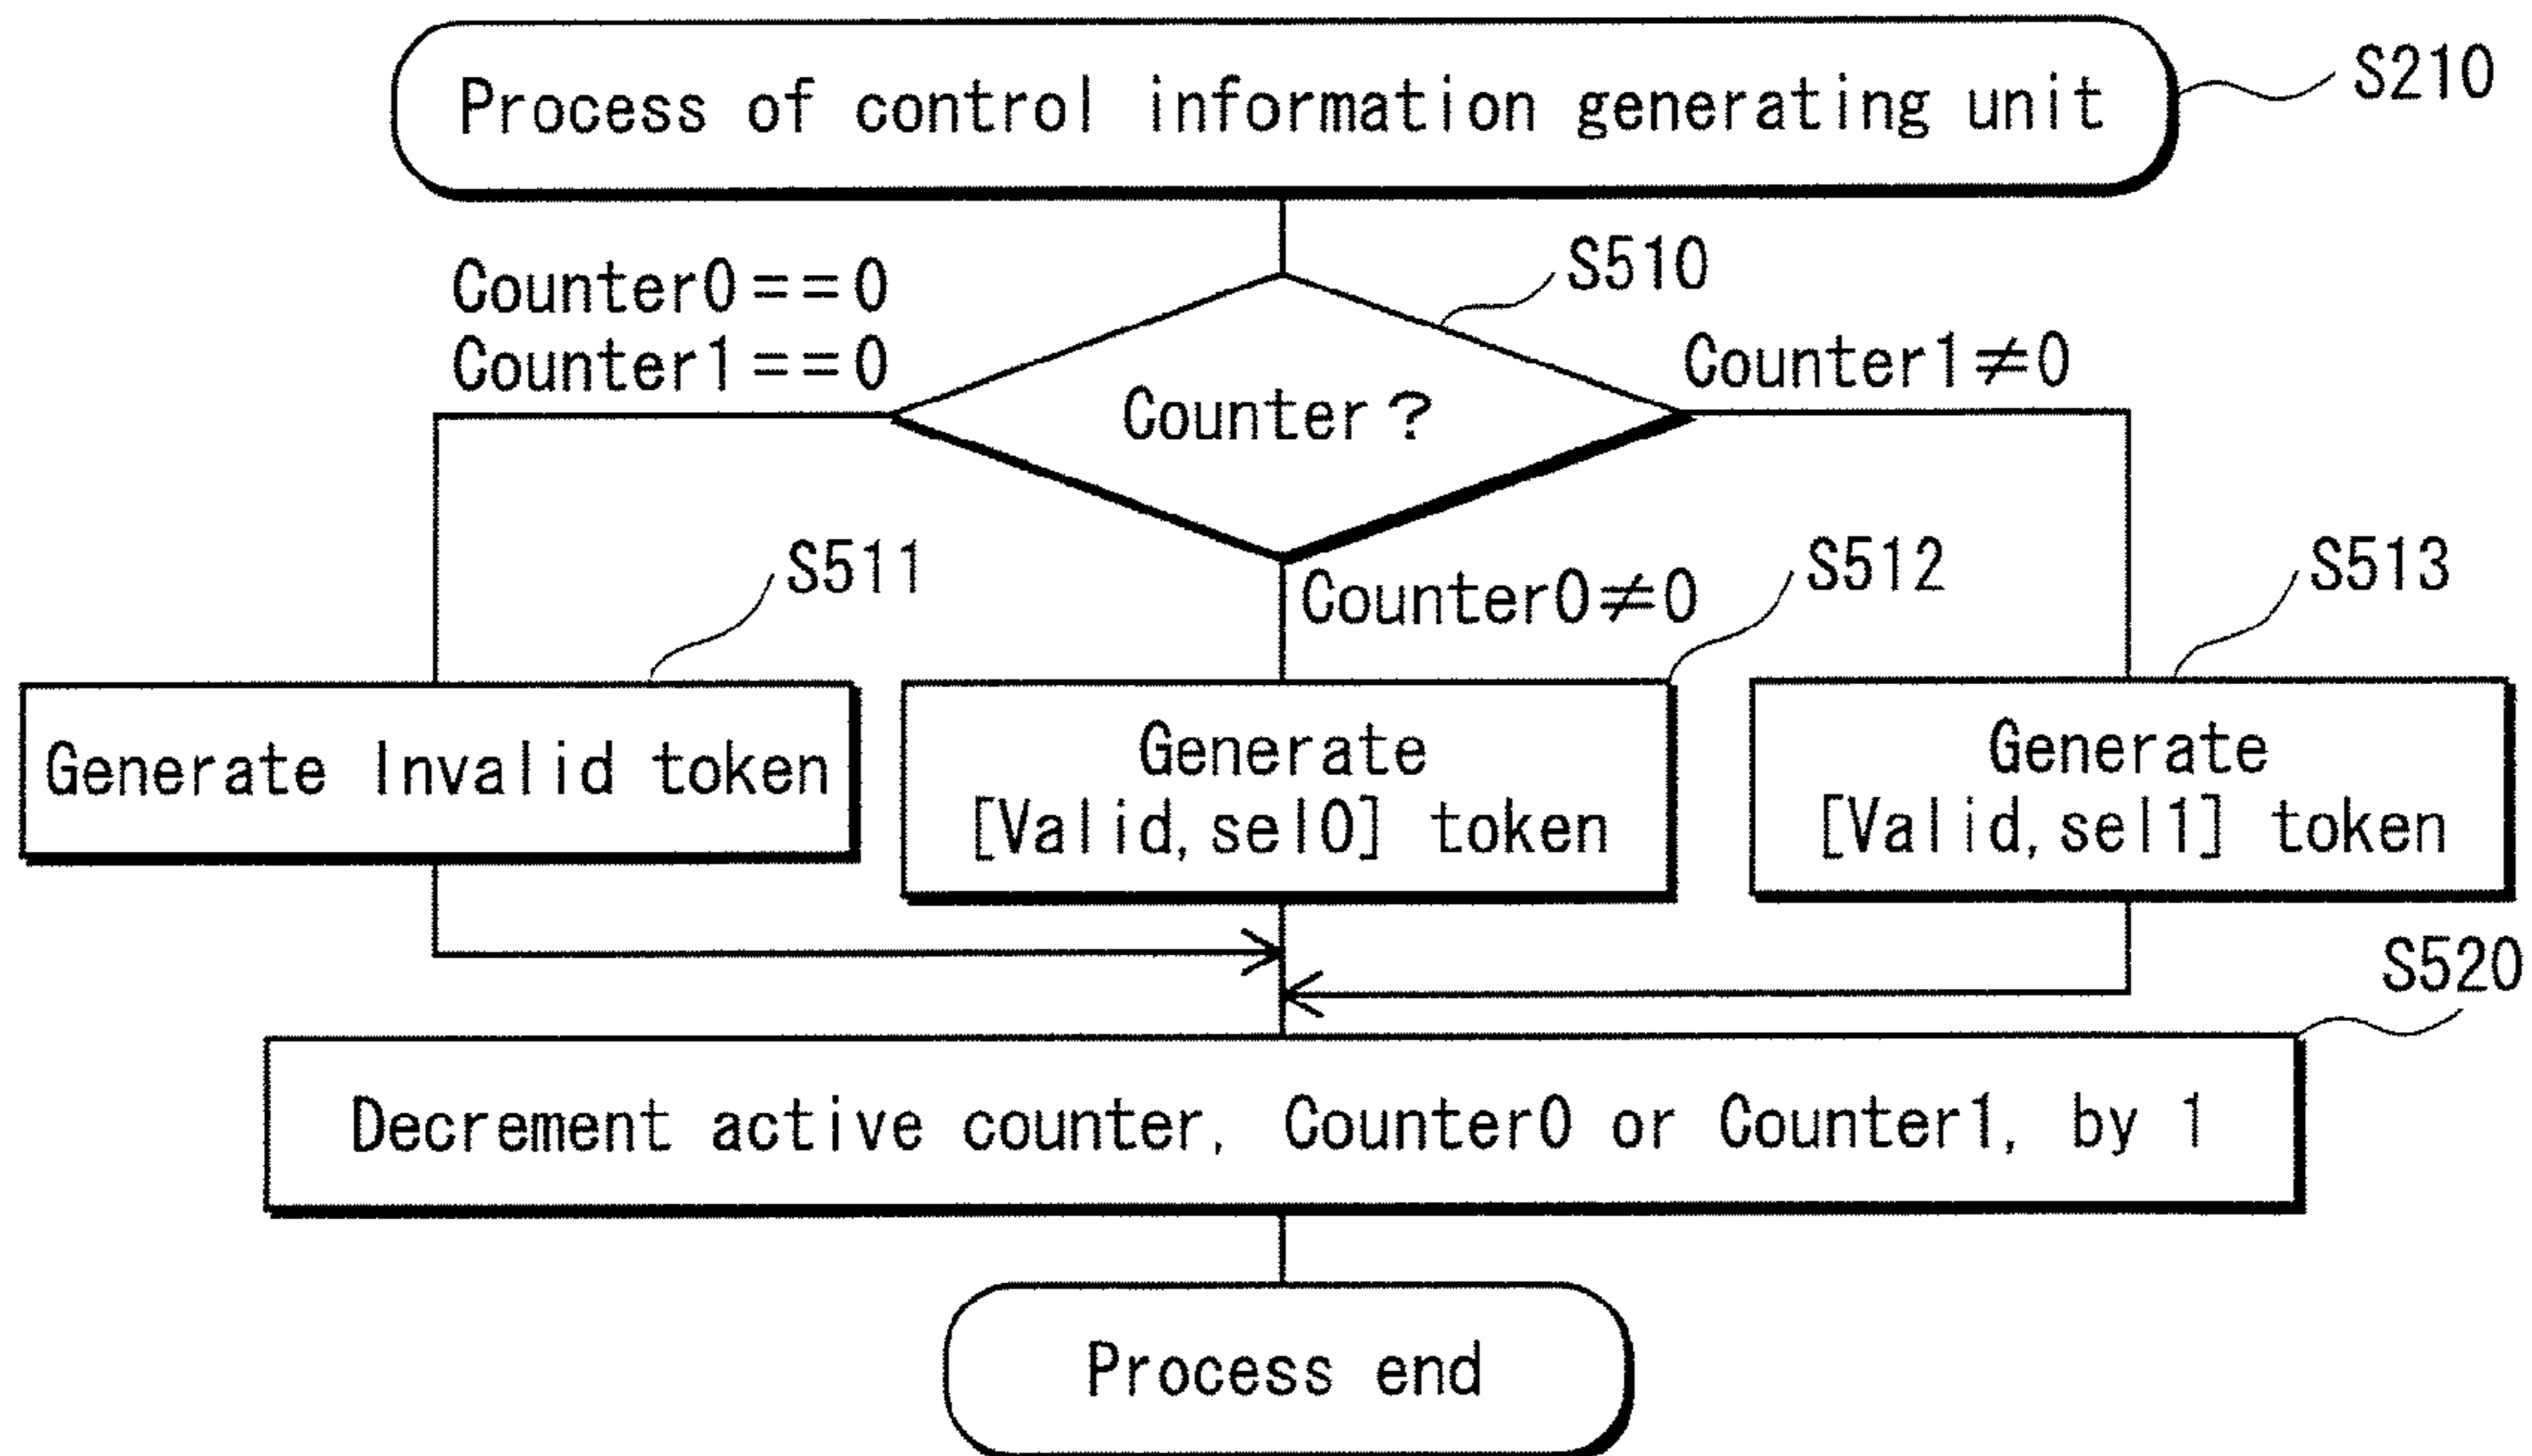 Process of control information generating unit
S210
Counter0==0
Counter1==0
S510
Counter?
Counter1≠0
Counter0≠0
S511
S512
S513
Generate Invalid token
Generate
[Valid,sel0] token
Generate
[Valid,sel1] token
S520
Decrement active counter, Counter0 or Counter1, by 1
Process end